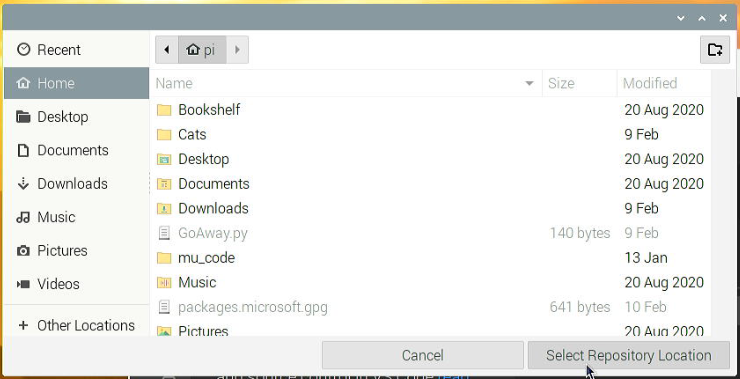 pi
Recent
Home
Desktop
Documents
Downloads
Music
Pictures
Videos
Other Locations
Name Size Modified
Bookshelf 20 Aug 2020
Cats 9 Feb
Desktop 20 Aug 2020
Documents 20 Aug 2020
Downloads 9 Feb
GoAway.py 140 bytes 9 Feb
mu_code 13 Jan
Music 20 Aug 2020
packages.microsoft.gpg 641 bytes 10 Feb
Pictures 20 Aug 2020
Cancel Select Repository Location